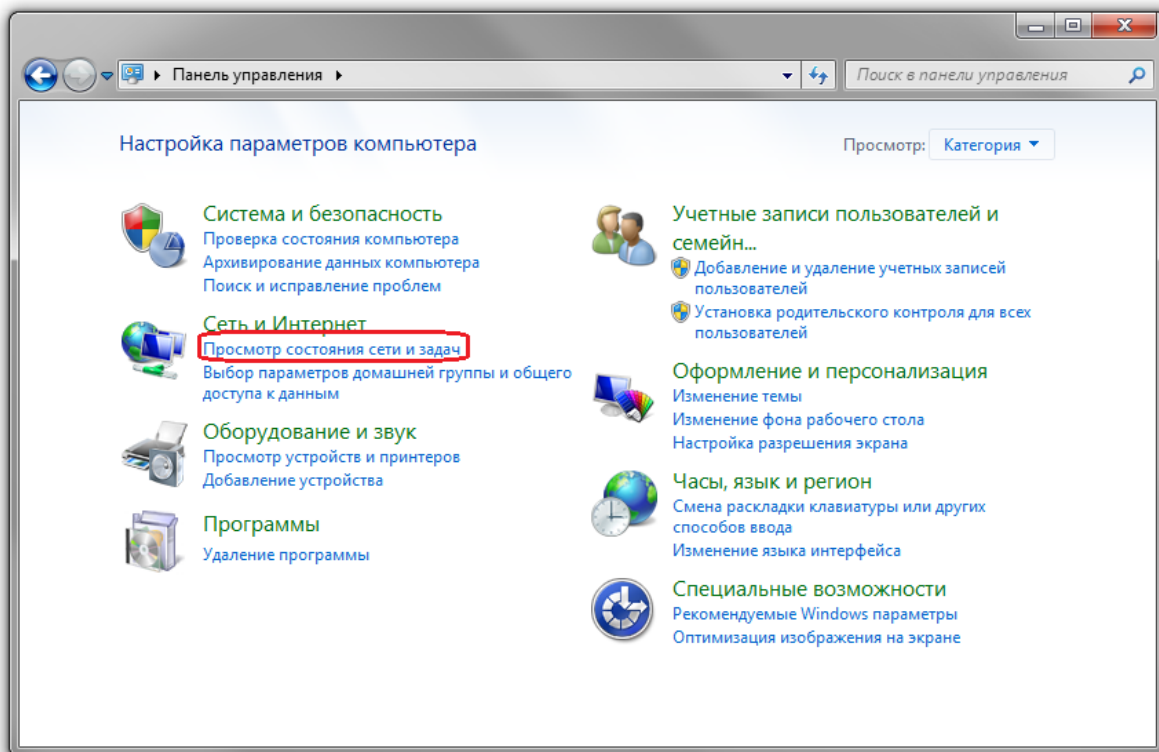 Панель управления
Поиск в панели управления
Настройка параметров компьютера
Просмотр: Категория
Система и безопасность
Проверка состояния компьютера
Архивирование данных компьютера
Поиск и исправление проблем
Сеть и Интернет
Просмотр состояния сети и задач
Выбор параметров домашней группы и общего
доступа к данным
Оборудование и звук
Просмотр устройств и принтеров
Добавление устройства
Программы
Удаление программы
Учетные записи пользователей и
семейн...
Добавление и удаление учетных записей
пользователей
Установка родительского контроля для всех
пользователей
Оформление и персонализация
Изменение темы
Изменение фона рабочего стола
Настройка разрешения экрана
Часы, язык и регион
Смена раскладки клавиатуры или других
способов ввода
Изменение языка интерфейса
Специальные возможности
Рекомендуемые Windows параметры
Оптимизация изображения на экране